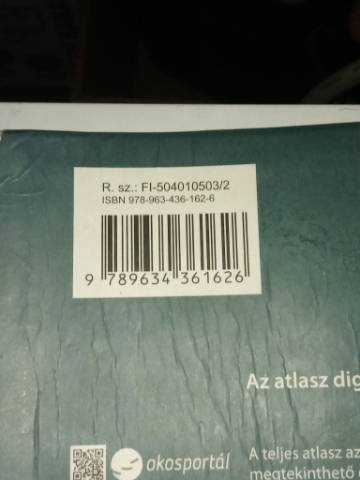 R. sz.: FI-504010503/2
ISBN 978-963-436-162-6
9 789634 361626
Az atlasz dig
okosportál
A teljes atlasz az
megtekinthető